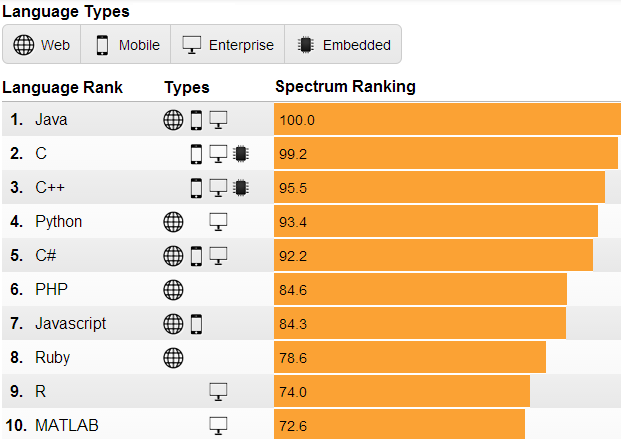 Language Types
Web Mobile Enterprise Embedded
Language Rank Types Spectrum Ranking
1. Java 100.0
2. C 99.2
3. C++ 95.5
4. Python 93.4
5. C# 92.2
6. PHP 84.6
7. Javascript 84.3
8. Ruby 78.6
9. R 74.0
10. MATLAB 72.6